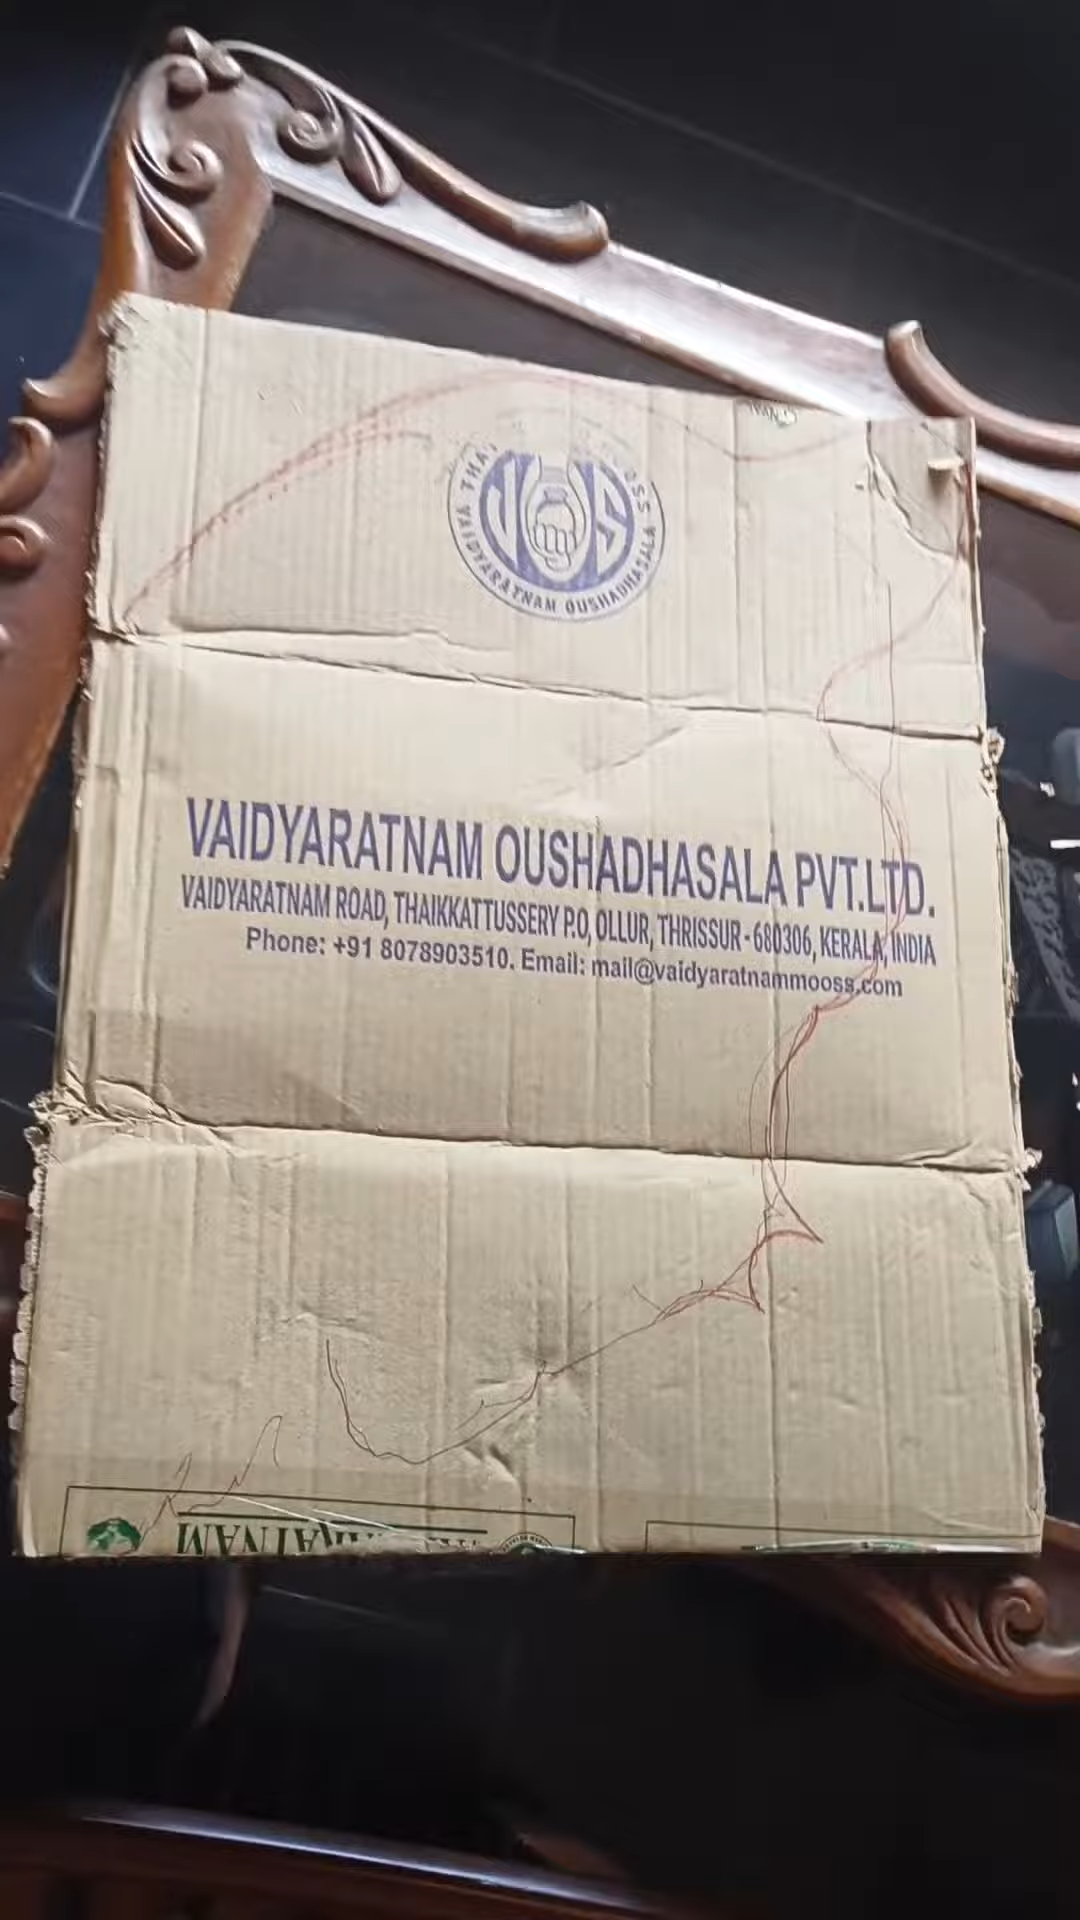 VAIDYARATNAM OUSHADHASALA
VAIDYARATNAM OUSHADHASALA PVT.LTD.
VAIDYARATNAM ROAD, THAIKKATTUSSERY P.O, OLLUR, THRISSUR - 680306, KERALA, INDIA
Phone: +91 8078903510. Email: mail@vaidyaratnammooss.com